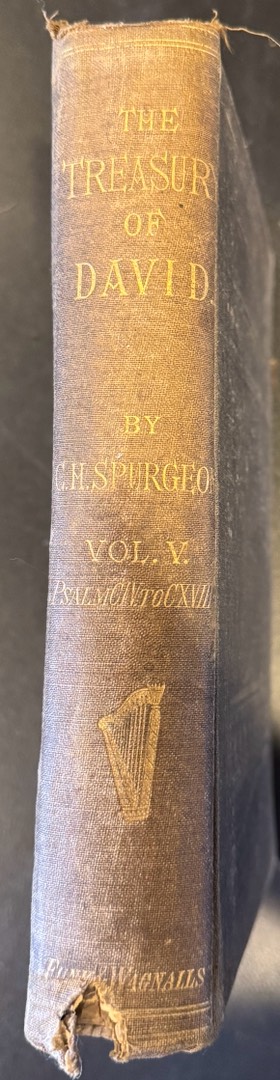 THE
TREASURY
OF
DAVID
BY
C.H.SPURGEON
VOL. V.
PSALM CIV. TO CXVIII
FUNK & WAGNALLS